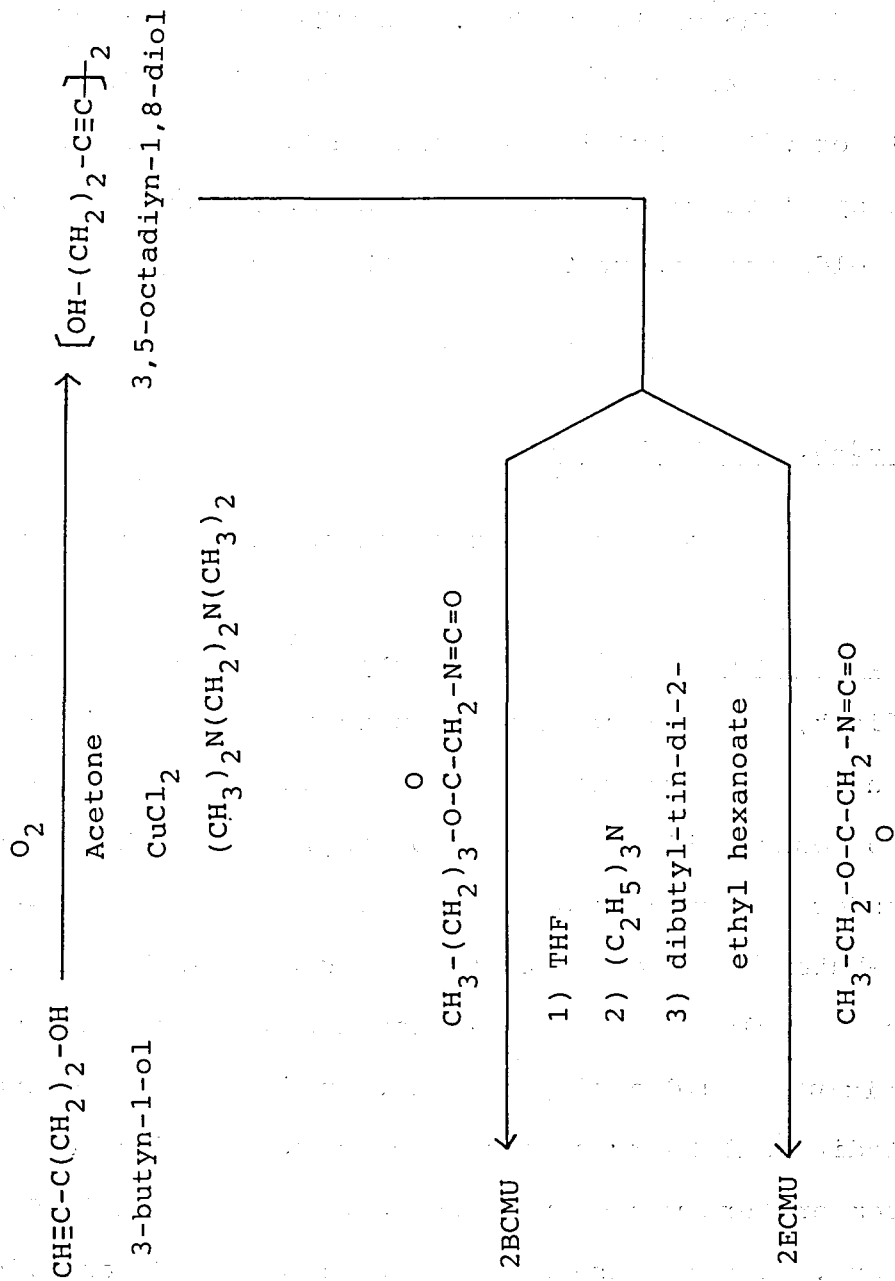 O2
CH≡C-C(CH2)2-OH
[OH-(CH2)2-C≡C]2
3-butyn-1-ol
Acetone
3,5-octadiyn-1,8-diol
CuCl2
(CH3)2N(CH2)2N(CH3)2
O
CH3-(CH2)3-O-C-CH2-N=C=O
2BCMU
1) THF
2) (C2H5)3N
3) dibutyl-tin-di-2-
ethyl hexanoate
2ECMU
CH3-CH2-O-C-CH2-N=C=O
O